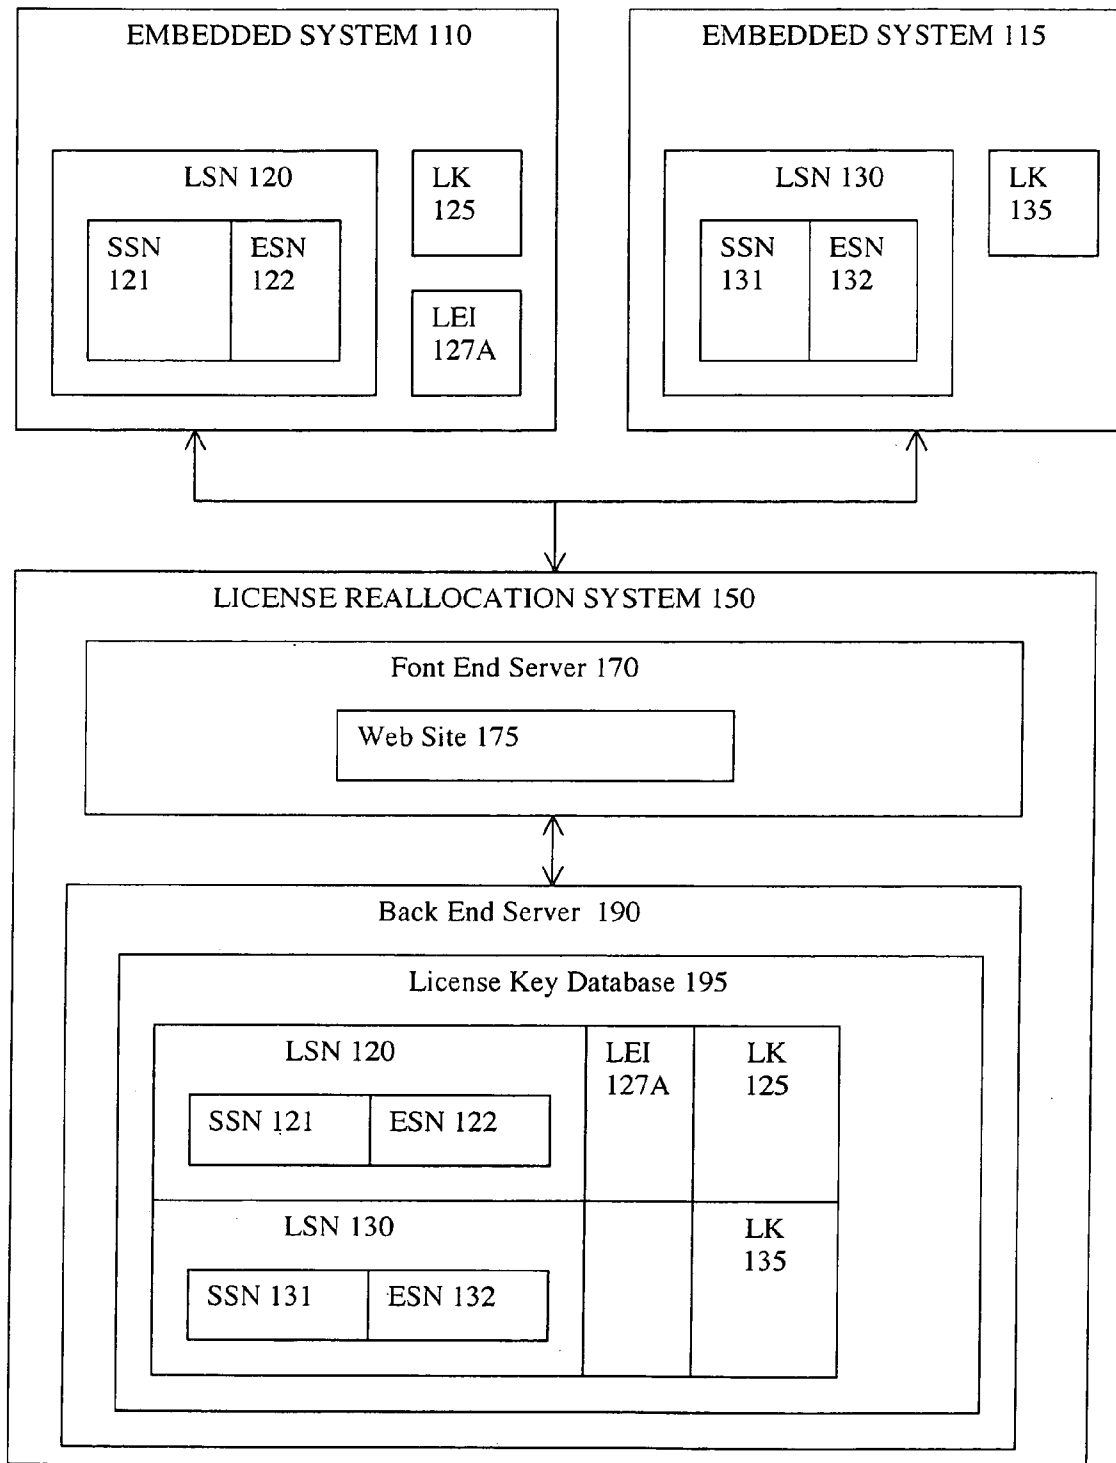 EMBEDDED SYSTEM 110
LSN 120
SSN
121
ESN
122
LK
125
LEI
127A
EMBEDDED SYSTEM 115
LSN 130
SSN
131
ESN
132
LK
135
LICENSE REALLOCATION SYSTEM 150
Font End Server 170
Web Site 175
Back End Server 190
License Key Database 195
LSN 120
SSN 121
ESN 122
LEI
127A
LK
125
LSN 130
SSN 131
ESN 132
LK
135